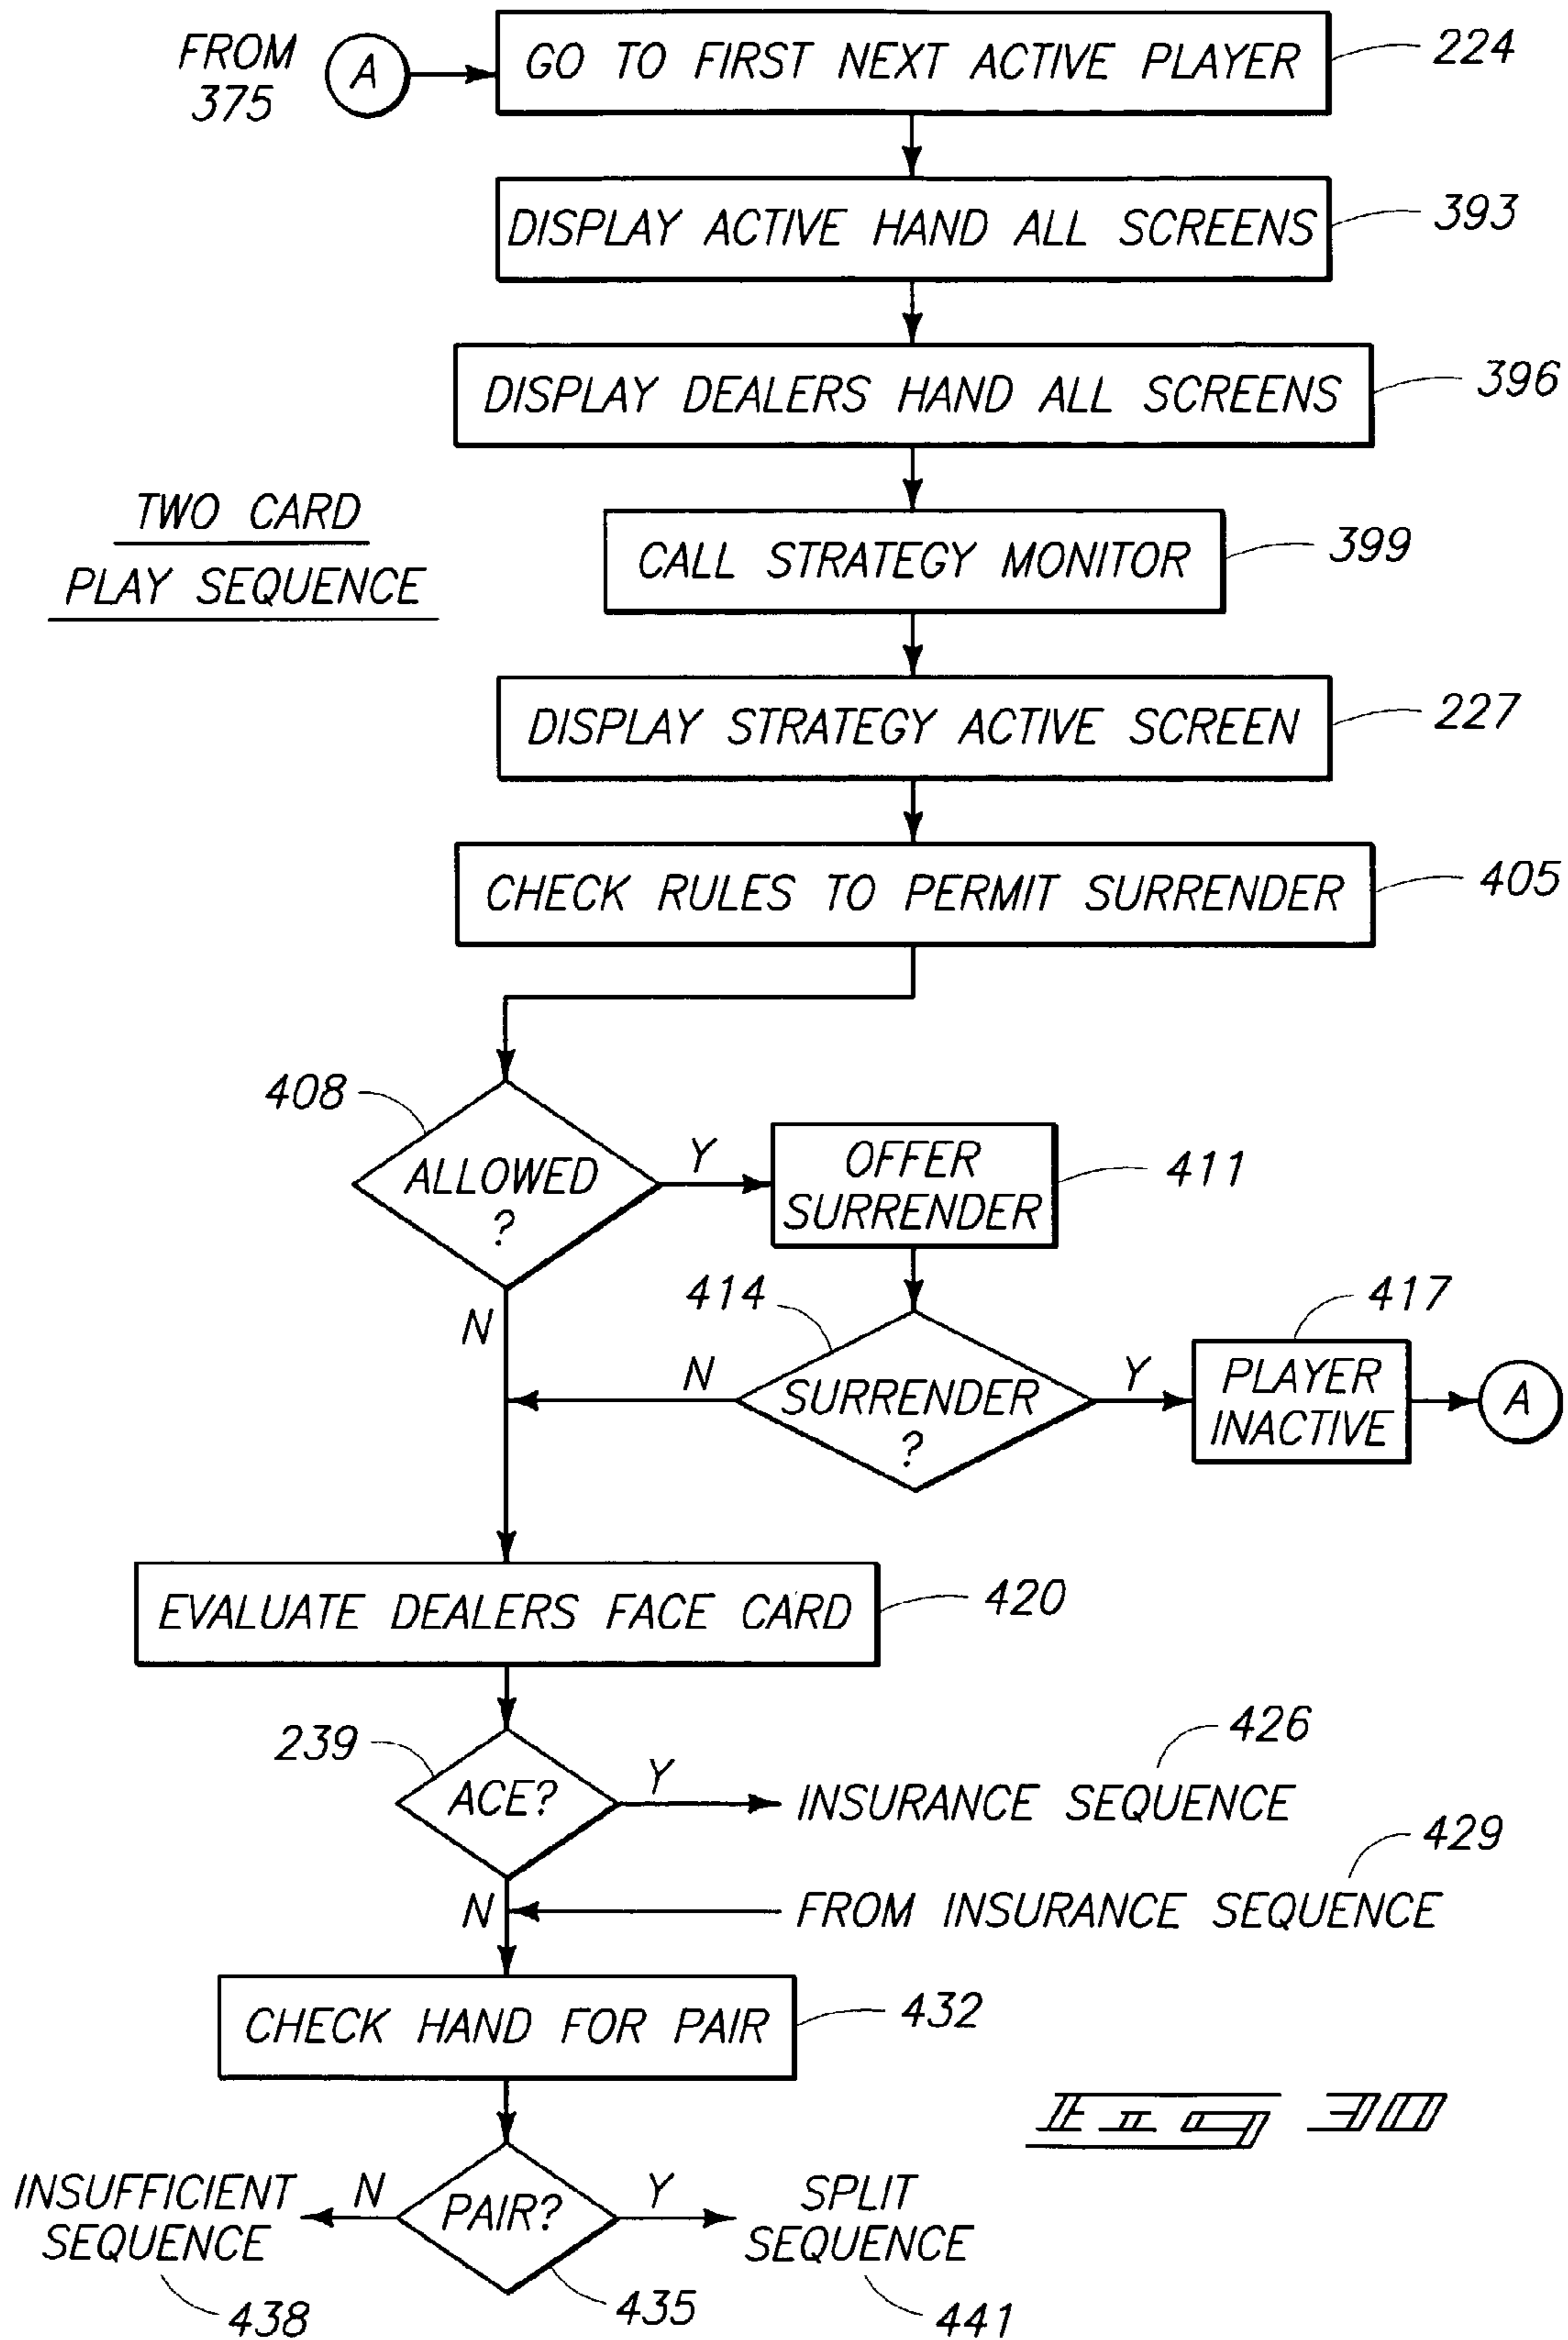 FROM
375
A
GO TO FIRST NEXT ACTIVE PLAYER
224
DISPLAY ACTIVE HAND ALL SCREENS
393
DISPLAY DEALERS HAND ALL SCREENS
396
TWO CARD
PLAY SEQUENCE
CALL STRATEGY MONITOR
399
DISPLAY STRATEGY ACTIVE SCREEN
227
CHECK RULES TO PERMIT SURRENDER
405
408
ALLOWED
?
Y
N
OFFER
SURRENDER
411
414
SURRENDER
?
N
Y
417
PLAYER
INACTIVE
A
EVALUATE DEALERS FACE CARD
420
239
ACE?
Y
INSURANCE SEQUENCE
426
N
FROM INSURANCE SEQUENCE
429
CHECK HAND FOR PAIR
432
PAIR?
435
N
INSUFFICIENT
SEQUENCE
438
Y
SPLIT
SEQUENCE
441
Fig 30